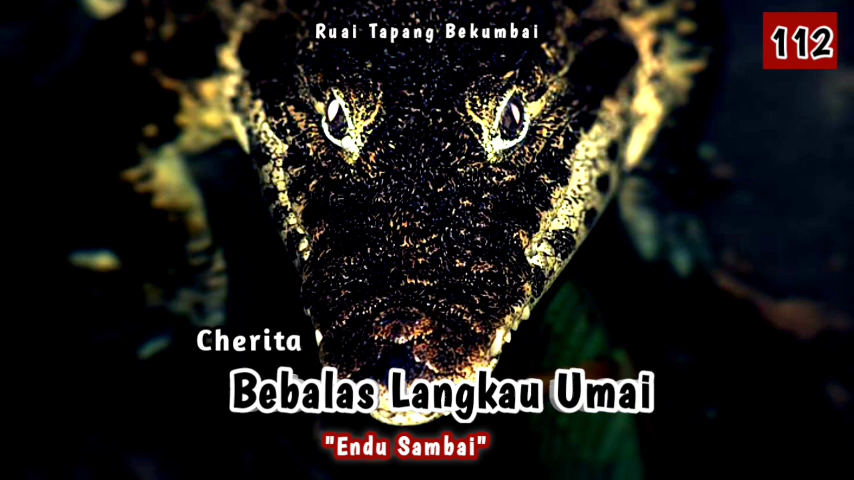 Ruai Tapang Bekumbai
112
Cherita
Bebalas Langkau Umai
"Endu Sambai"